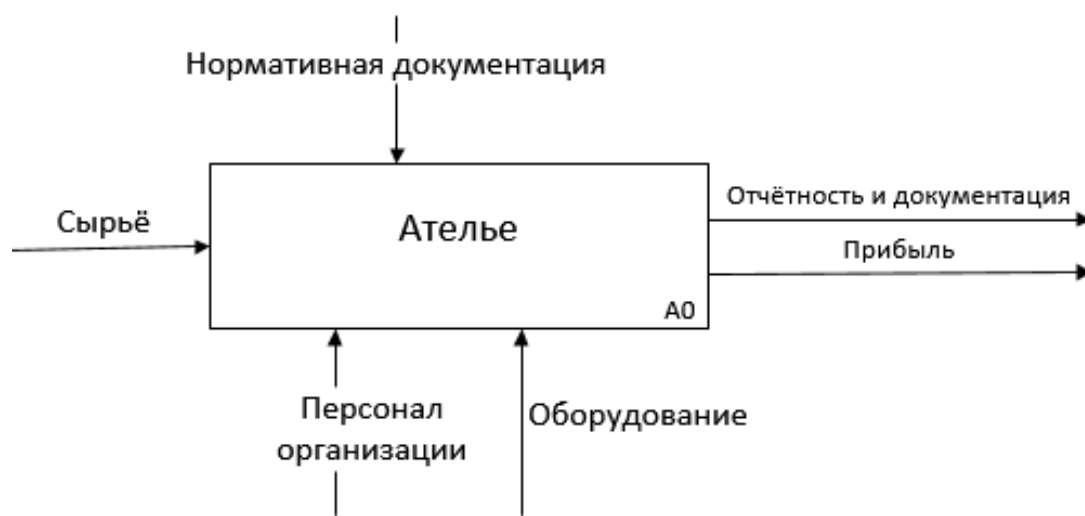 Нормативная документация
Отчётность и документация
Сырьё
Ателье
Прибыль
A0
Персонал
организации
Оборудование